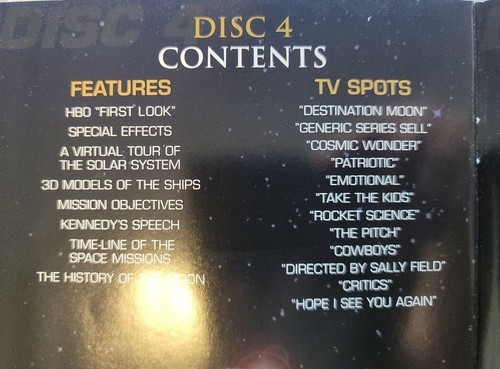 DISC 4
DISC 4
CONTENTS
FEATURES
HBO "FIRST LOOK"
SPECIAL EFFECTS
A VIRTUAL TOUR OF
THE SOLAR SYSTEM
3D MODELS OF THE SHIPS
MISSION OBJECTIVES
KENNEDY'S SPEECH
TIME-LINE OF THE
SPACE MISSIONS
THE HISTORY OF
TV SPOTS
"DESTINATION MOON"
"GENERIC SERIES SELL"
"COSMIC WONDER"
"PATRIOTIC"
"EMOTIONAL"
"TAKE THE KIDS"
"ROCKET SCIENCE"
"THE PITCH"
"COWBOYS"
"DIRECTED BY SALLY FIELD"
"CRITICS"
"HOPE I SEE YOU AGAIN"